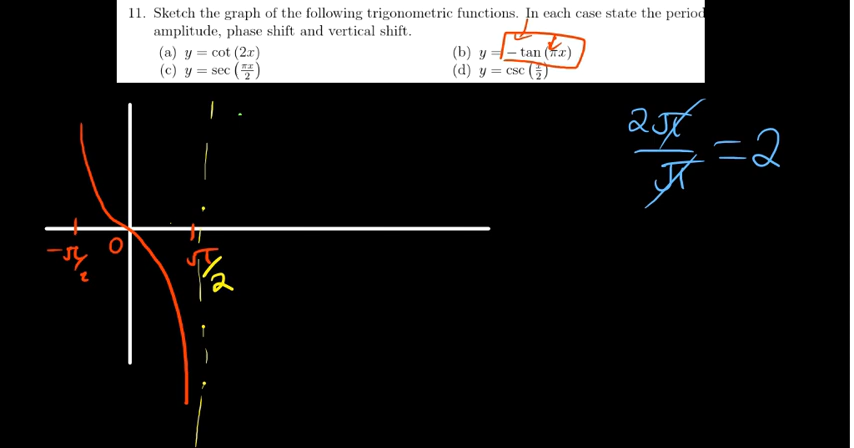 11. Sketch the graph of the following trigonometric functions. In each case state the period
amplitude, phase shift and vertical shift.
(a) y = cot (2x)
(b) y = − tan (πx)
(c) y = sec (πx/2)
(d) y = csc (x/2)
2π/π = 2
−π/2
0
π/2